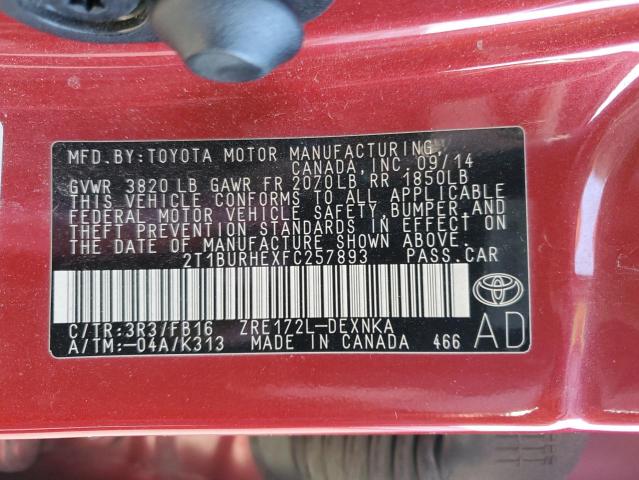 MFD. BY: TOYOTA MOTOR MANUFACTURING,
CANADA, INC. 09/14
GVWR 3820 LB GAWR FR 2070LB RR 1850LB
THIS VEHICLE CONFORMS TO ALL APPLICABLE
FEDERAL MOTOR VEHICLE SAFETY, BUMPER, AND
THEFT PREVENTION STANDARDS IN EFFECT ON
THE DATE OF MANUFACTURE SHOWN ABOVE.
2T1BURHEXFC257893 PASS. CAR
C/TR: 3R3/FB16 ZRE172L-DEXNKA
A/TM: -04A/K313 MADE IN CANADA 466
AD